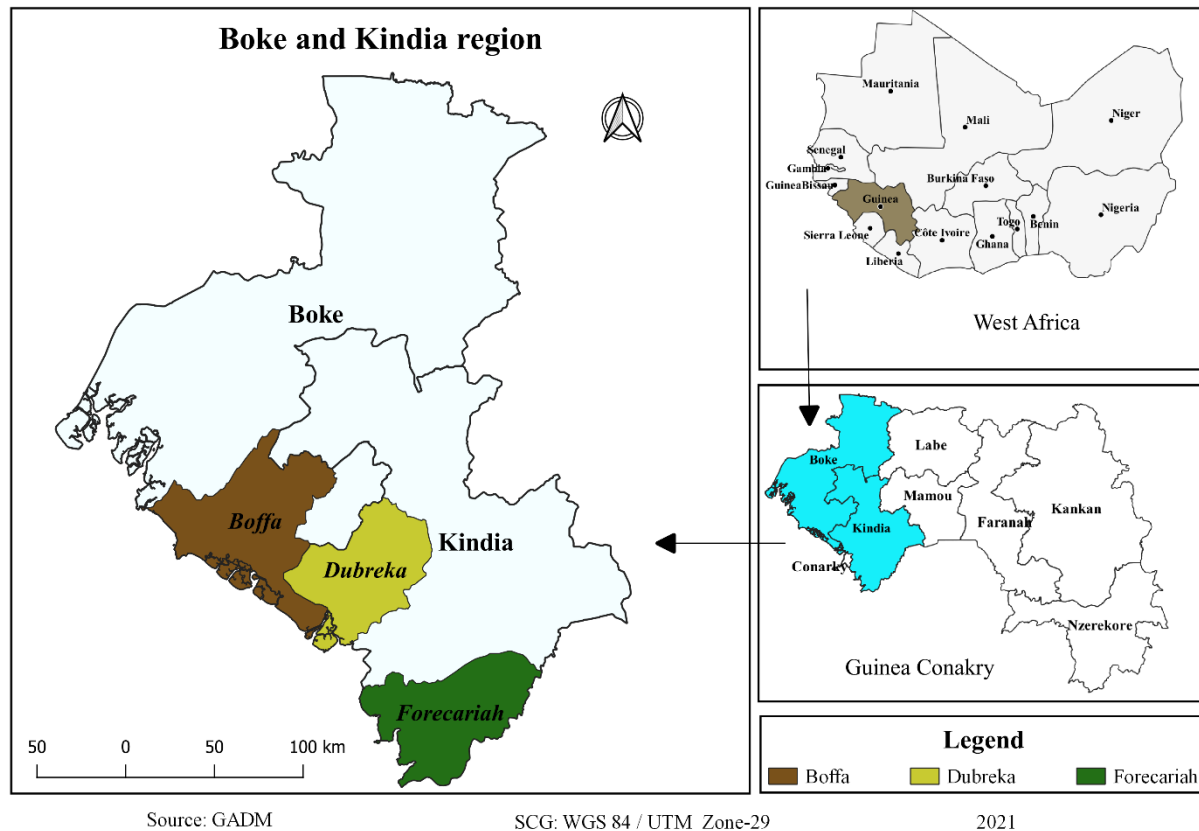 Boke and Kindia region
Boke
Boffa
Dubreka
Kindia
Forecariah
50 0 50 100 km
Mauritania
Mali
Niger
Senegal
Gambia
GuineaBissau
Burkina Faso
Guinea
Nigeria
Togo
Benin
Sierra Leone
Côte Ivoire
Ghana
Liberia
West Africa
Labe
Boke
Mamou
Kankan
Faranah
Kindia
Conarky
Nzerekore
Guinea Conakry
Legend
Boffa Dubreka Forecariah
Source: GADM SCG: WGS 84 / UTM Zone-29 2021